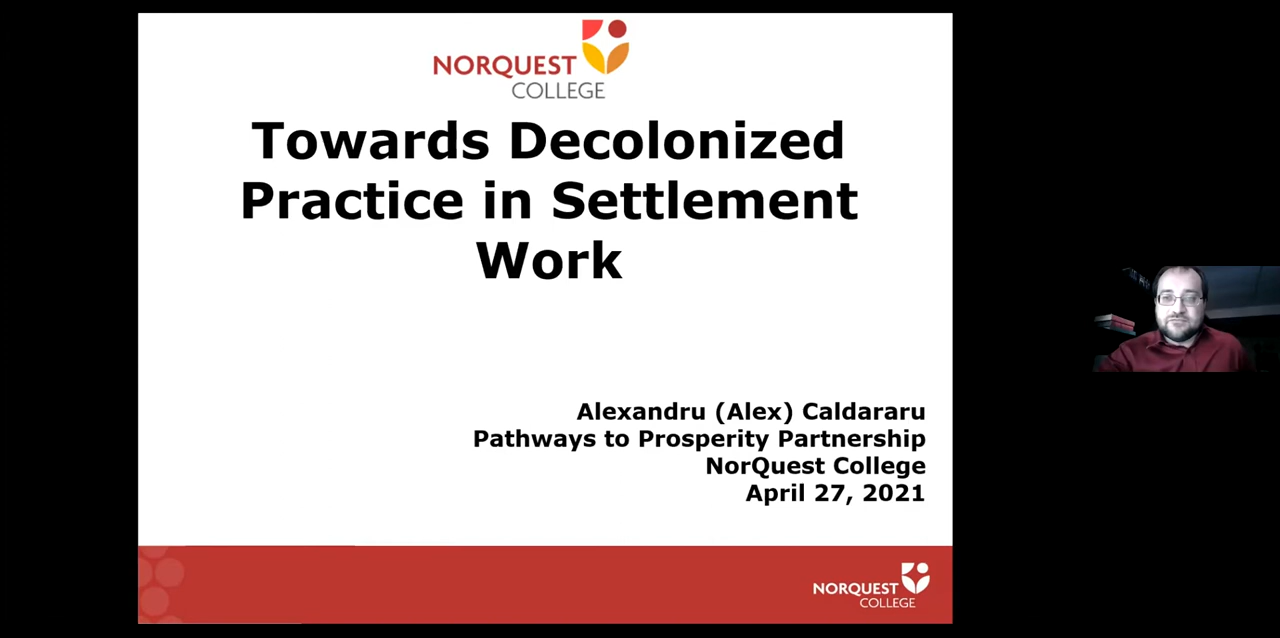 NORQUEST
COLLEGE
Towards Decolonized
Practice in Settlement
Work
Alexandru (Alex) Caldararu
Pathways to Prosperity Partnership
NorQuest College
April 27, 2021
NORQUEST
COLLEGE